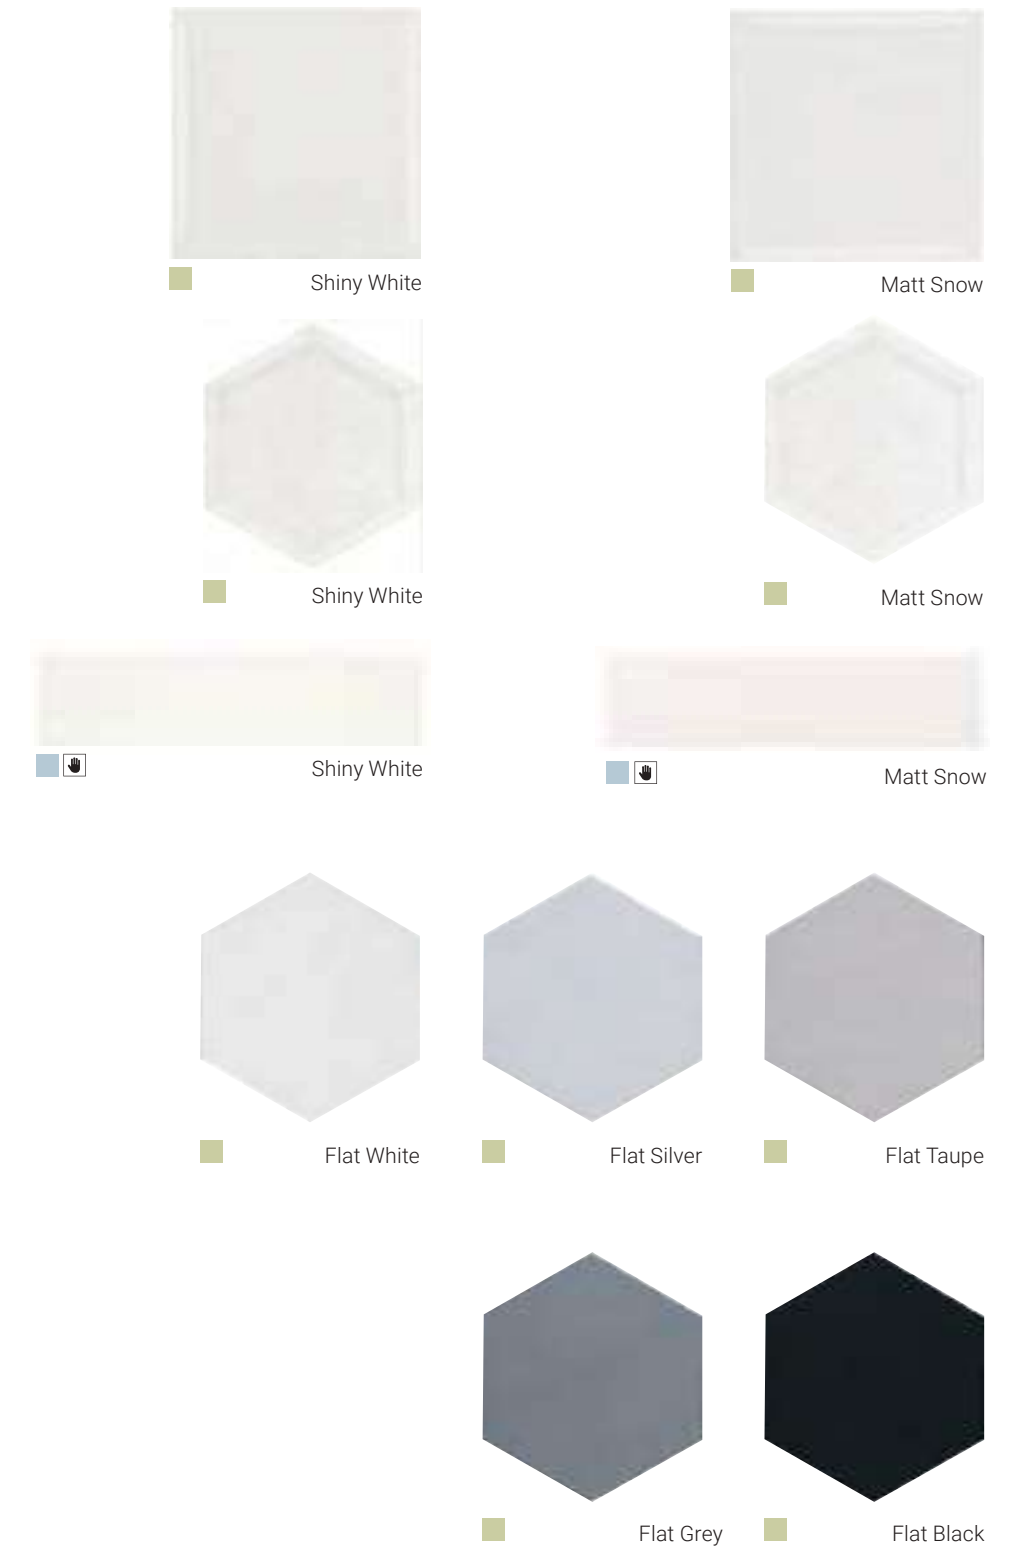 Shiny White
Matt Snow
Shiny White
Matt Snow
Shiny White
Matt Snow
Flat White
Flat Silver
Flat Taupe
Flat Grey
Flat Black